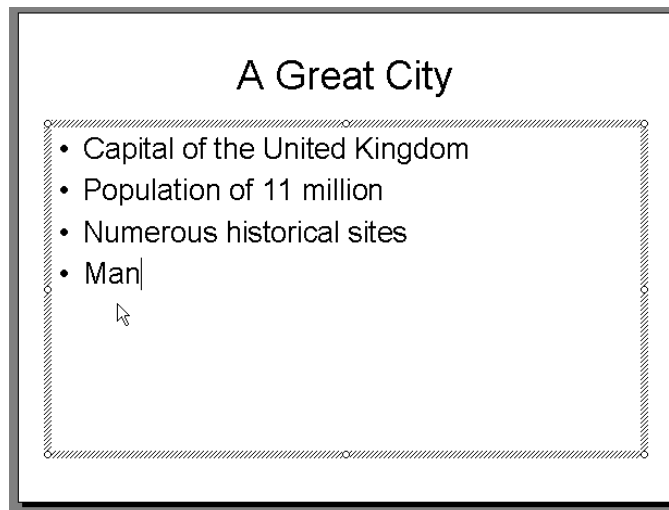 A Great City
• Capital of the United Kingdom
• Population of 11 million
• Numerous historical sites
• Man